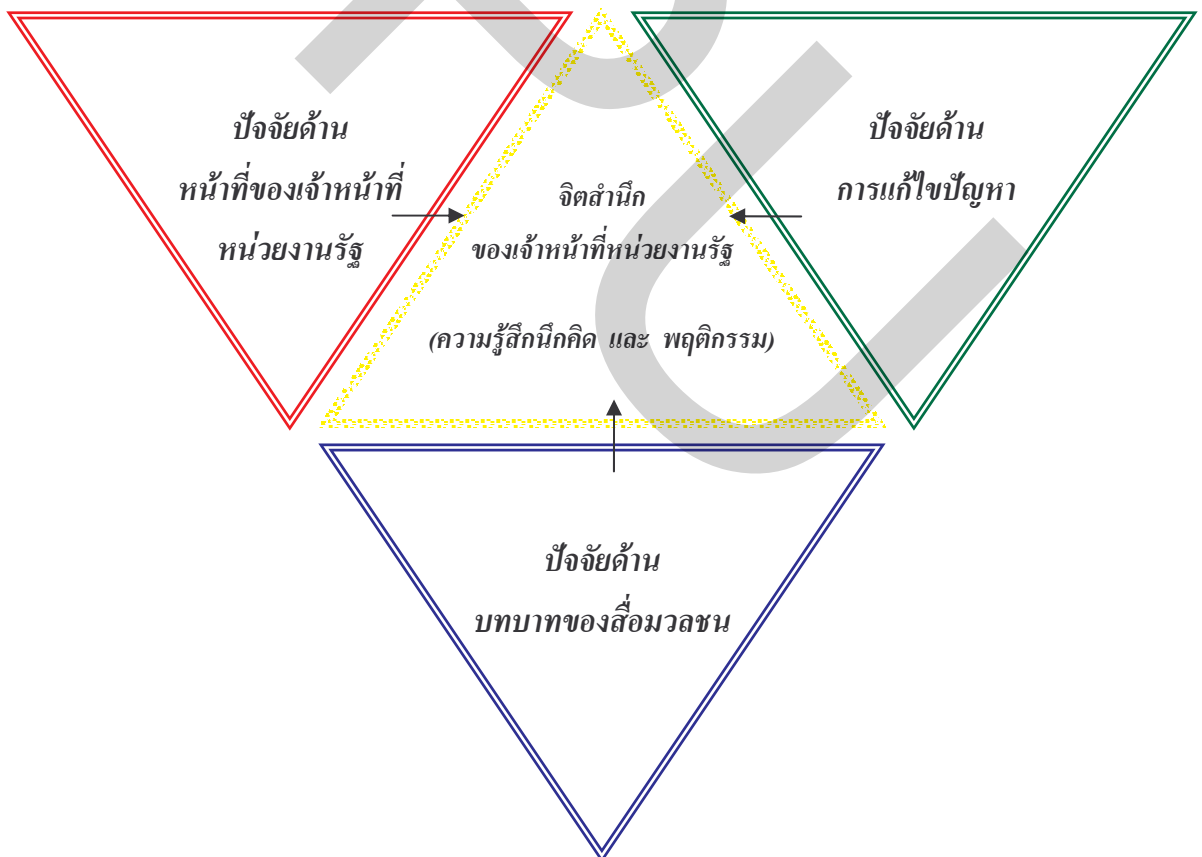 ปัจจัยด้าน
หน้าที่ของเจ้าหน้าที่
หน่วยงานรัฐ
จิตสำนึก
ของเจ้าหน้าที่หน่วยงานรัฐ
(ความรู้สึกนึกคิด และ พฤติกรรม)
ปัจจัยด้าน
การแก้ไขปัญหา
ปัจจัยด้าน
บทบาทของสื่อมวลชน